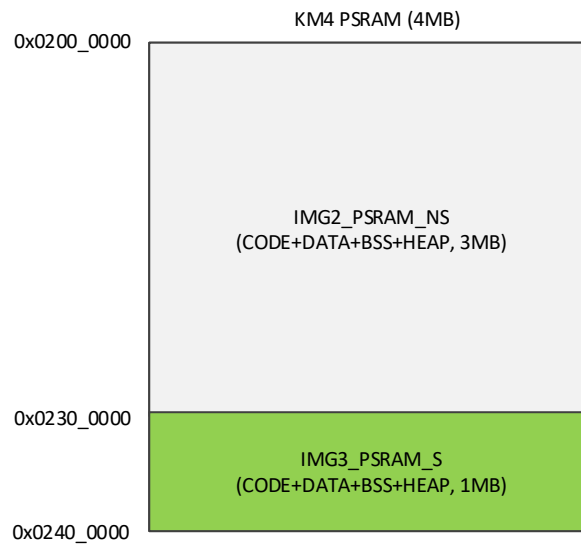 KM4 PSRAM (4MB)
0x0200_0000
IMG2_PSRAM_NS
(CODE+DATA+BSS+HEAP, 3MB)
0x0230_0000
IMG3_PSRAM_S
(CODE+DATA+BSS+HEAP, 1MB)
0x0240_0000